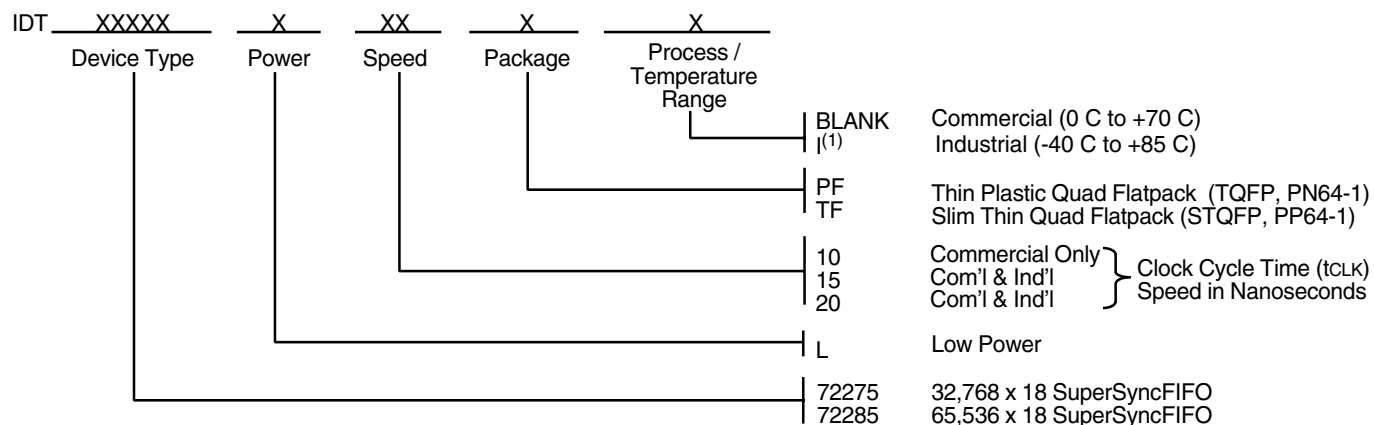 IDT XXXXX X XX X X
Device Type Power Speed Package Process /
Temperature
Range
BLANK Commercial (0 C to +70 C)
I(1) Industrial (-40 C to +85 C)
PF Thin Plastic Quad Flatpack (TQFP, PN64-1)
TF Slim Thin Quad Flatpack (STQFP, PP64-1)
10 Commercial Only
15 Com'l & Ind'l
20 Com'l & Ind'l
Clock Cycle Time (tCLK)
Speed in Nanoseconds
L Low Power
72275 32,768 x 18 SuperSyncFIFO
72285 65,536 x 18 SuperSyncFIFO